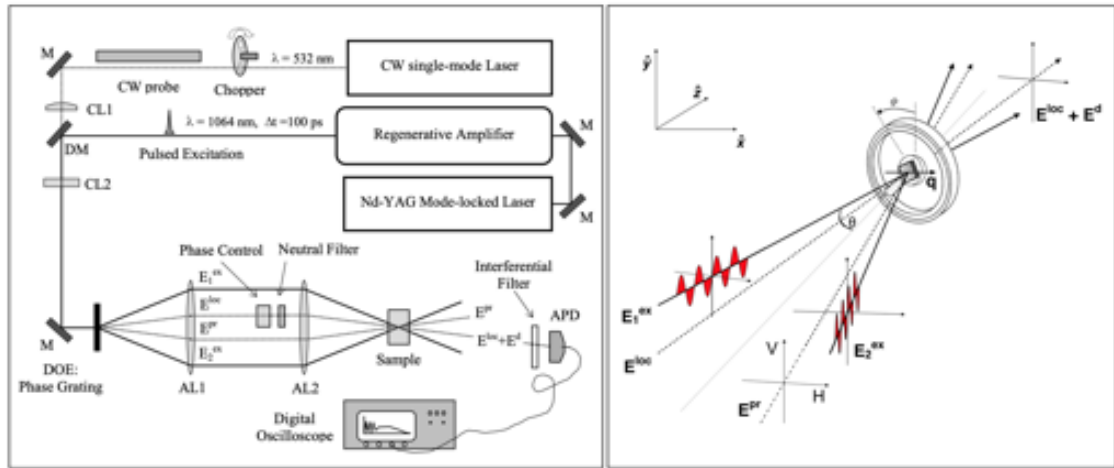 M
CW probe
Chopper
λ = 532 nm
CW single-mode Laser
CL1
λ = 1064 nm, Δt =100 ps
DM
Pulsed Excitation
Regenerative Amplifier
M
CL2
Nd-YAG Mode-locked Laser
M
Phase Control
Neutral Filter
Interferential
Filter
APD
E₁ᵉˣ
Eˡᵒᶜ
Eᵖʳ
E₂ᵉˣ
Eᵖʳ
Eˡᵒᶜ+Eᵈ
M
DOE:
Phase Grating
AL1
AL2
Sample
Digital
Oscilloscope
ŷ
ẑ
x̂
φ
Eˡᵒᶜ + Eᵈ
q
θ
E₁ᵉˣ
Eˡᵒᶜ
E₂ᵉˣ
V
H
Eᵖʳ